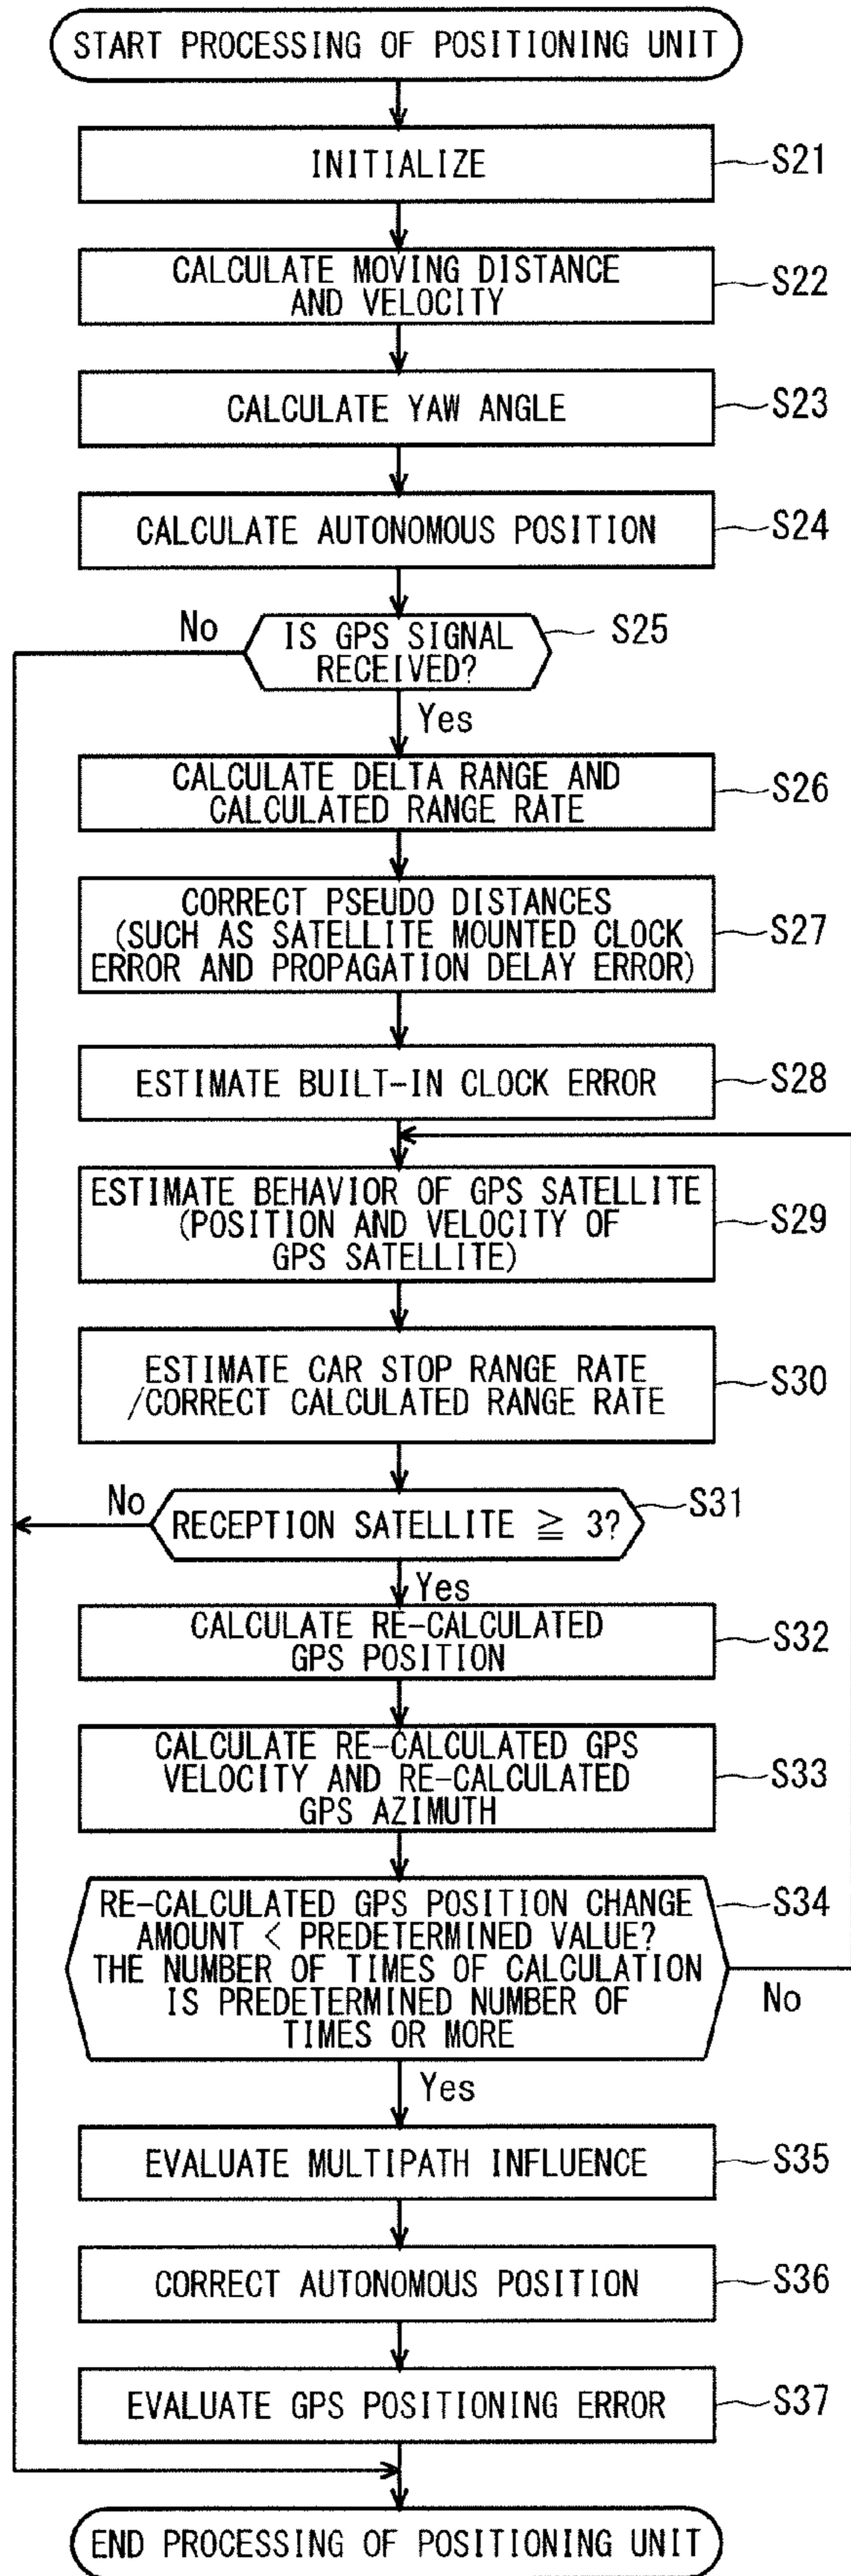 START PROCESSING OF POSITIONING UNIT
INITIALIZE
S21
CALCULATE MOVING DISTANCE
AND VELOCITY
S22
CALCULATE YAW ANGLE
S23
CALCULATE AUTONOMOUS POSITION
S24
No
IS GPS SIGNAL
RECEIVED?
S25
Yes
CALCULATE DELTA RANGE AND
CALCULATED RANGE RATE
S26
CORRECT PSEUDO DISTANCES
(SUCH AS SATELLITE MOUNTED CLOCK
ERROR AND PROPAGATION DELAY ERROR)
S27
ESTIMATE BUILT-IN CLOCK ERROR
S28
ESTIMATE BEHAVIOR OF GPS SATELLITE
(POSITION AND VELOCITY OF
GPS SATELLITE)
S29
ESTIMATE CAR STOP RANGE RATE
/CORRECT CALCULATED RANGE RATE
S30
No
RECEPTION SATELLITE ≧ 3?
S31
Yes
CALCULATE RE-CALCULATED
GPS POSITION
S32
CALCULATE RE-CALCULATED GPS
VELOCITY AND RE-CALCULATED
GPS AZIMUTH
S33
RE-CALCULATED GPS POSITION CHANGE
AMOUNT < PREDETERMINED VALUE?
THE NUMBER OF TIMES OF CALCULATION
IS PREDETERMINED NUMBER OF
TIMES OR MORE
S34
No
Yes
EVALUATE MULTIPATH INFLUENCE
S35
CORRECT AUTONOMOUS POSITION
S36
EVALUATE GPS POSITIONING ERROR
S37
END PROCESSING OF POSITIONING UNIT